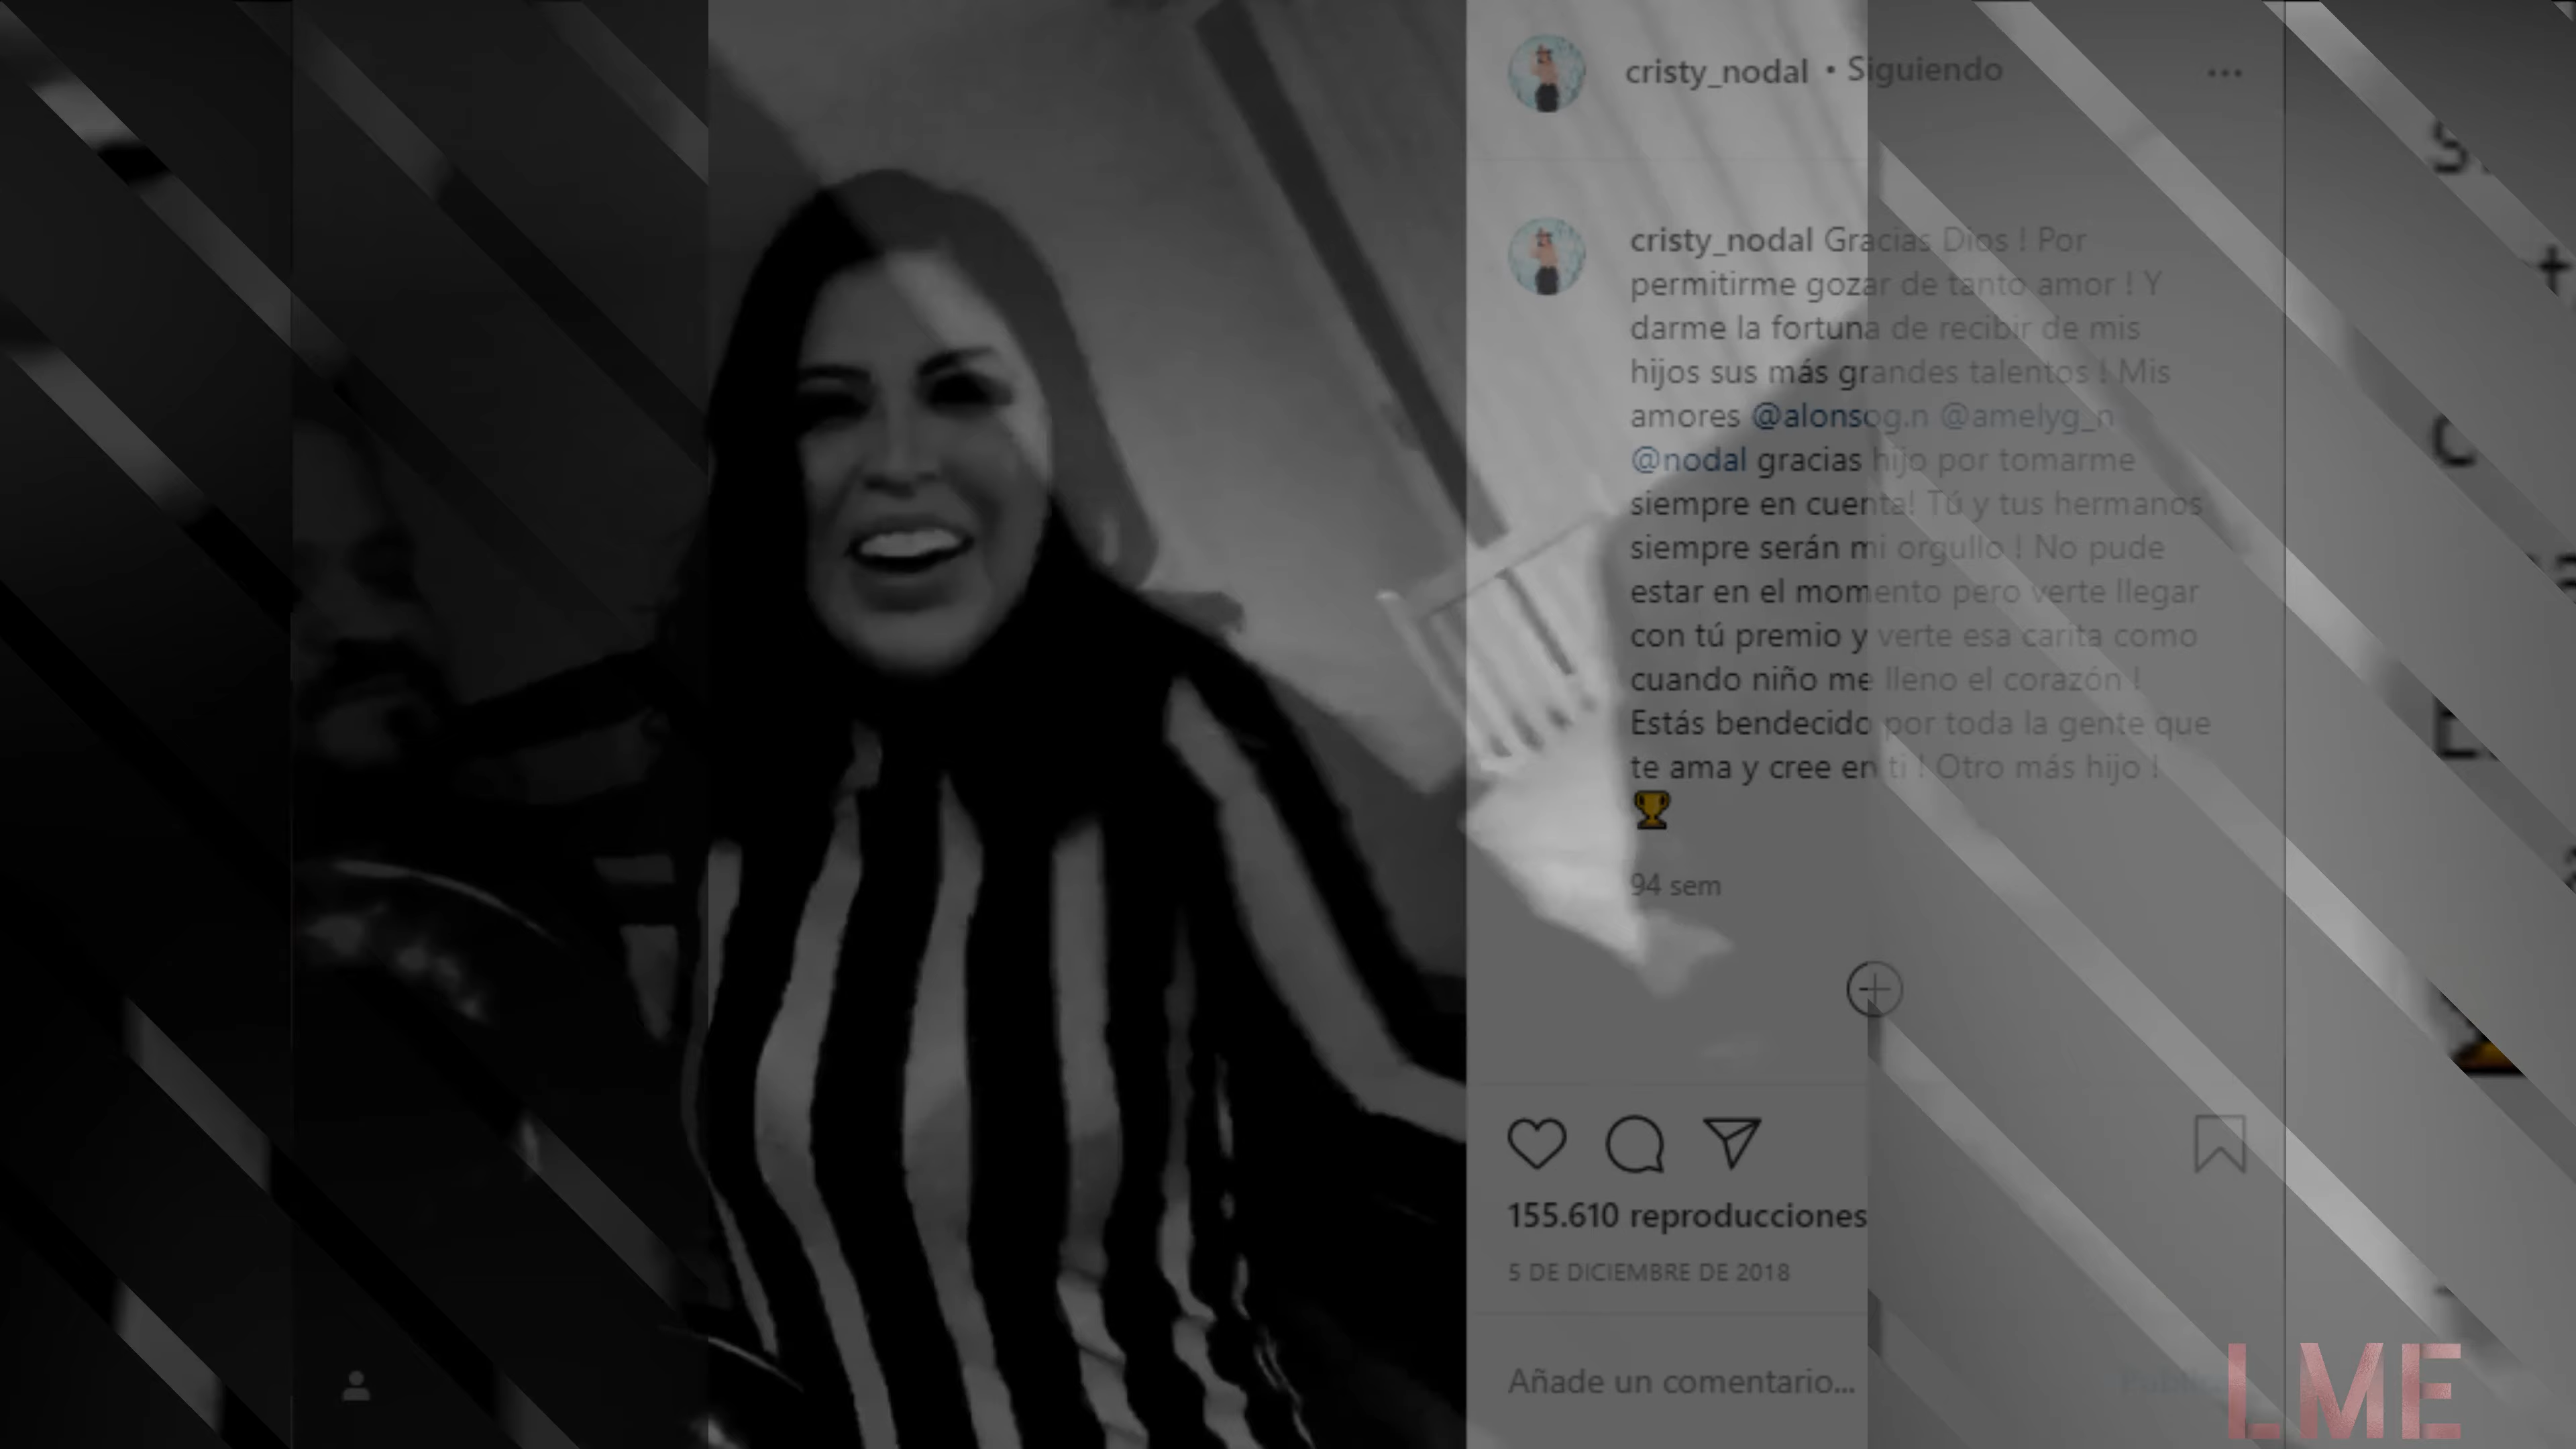 cristy_nodal • Siguiendo
cristy_nodal Gracias Dios ! Por
permitirme gozar de tanto amor ! Y
darme la fortuna de recibir de mis
hijos sus más grandes talentos ! Mis
amores @alonsog.n @amelyg_n
@nodal gracias hijo por tomarme
siempre en cuenta! Tú y tus hermanos
siempre serán mi orgullo ! No pude
estar en el momento pero verte llegar
con tú premio y verte esa carita como
cuando niño me lleno el corazón !
Estás bendecido por toda la gente que
te ama y cree en ti ! Otro más hijo !
🏆
94 sem
155.610 reproducciones
5 DE DICIEMBRE DE 2018
Añade un comentario...
LME